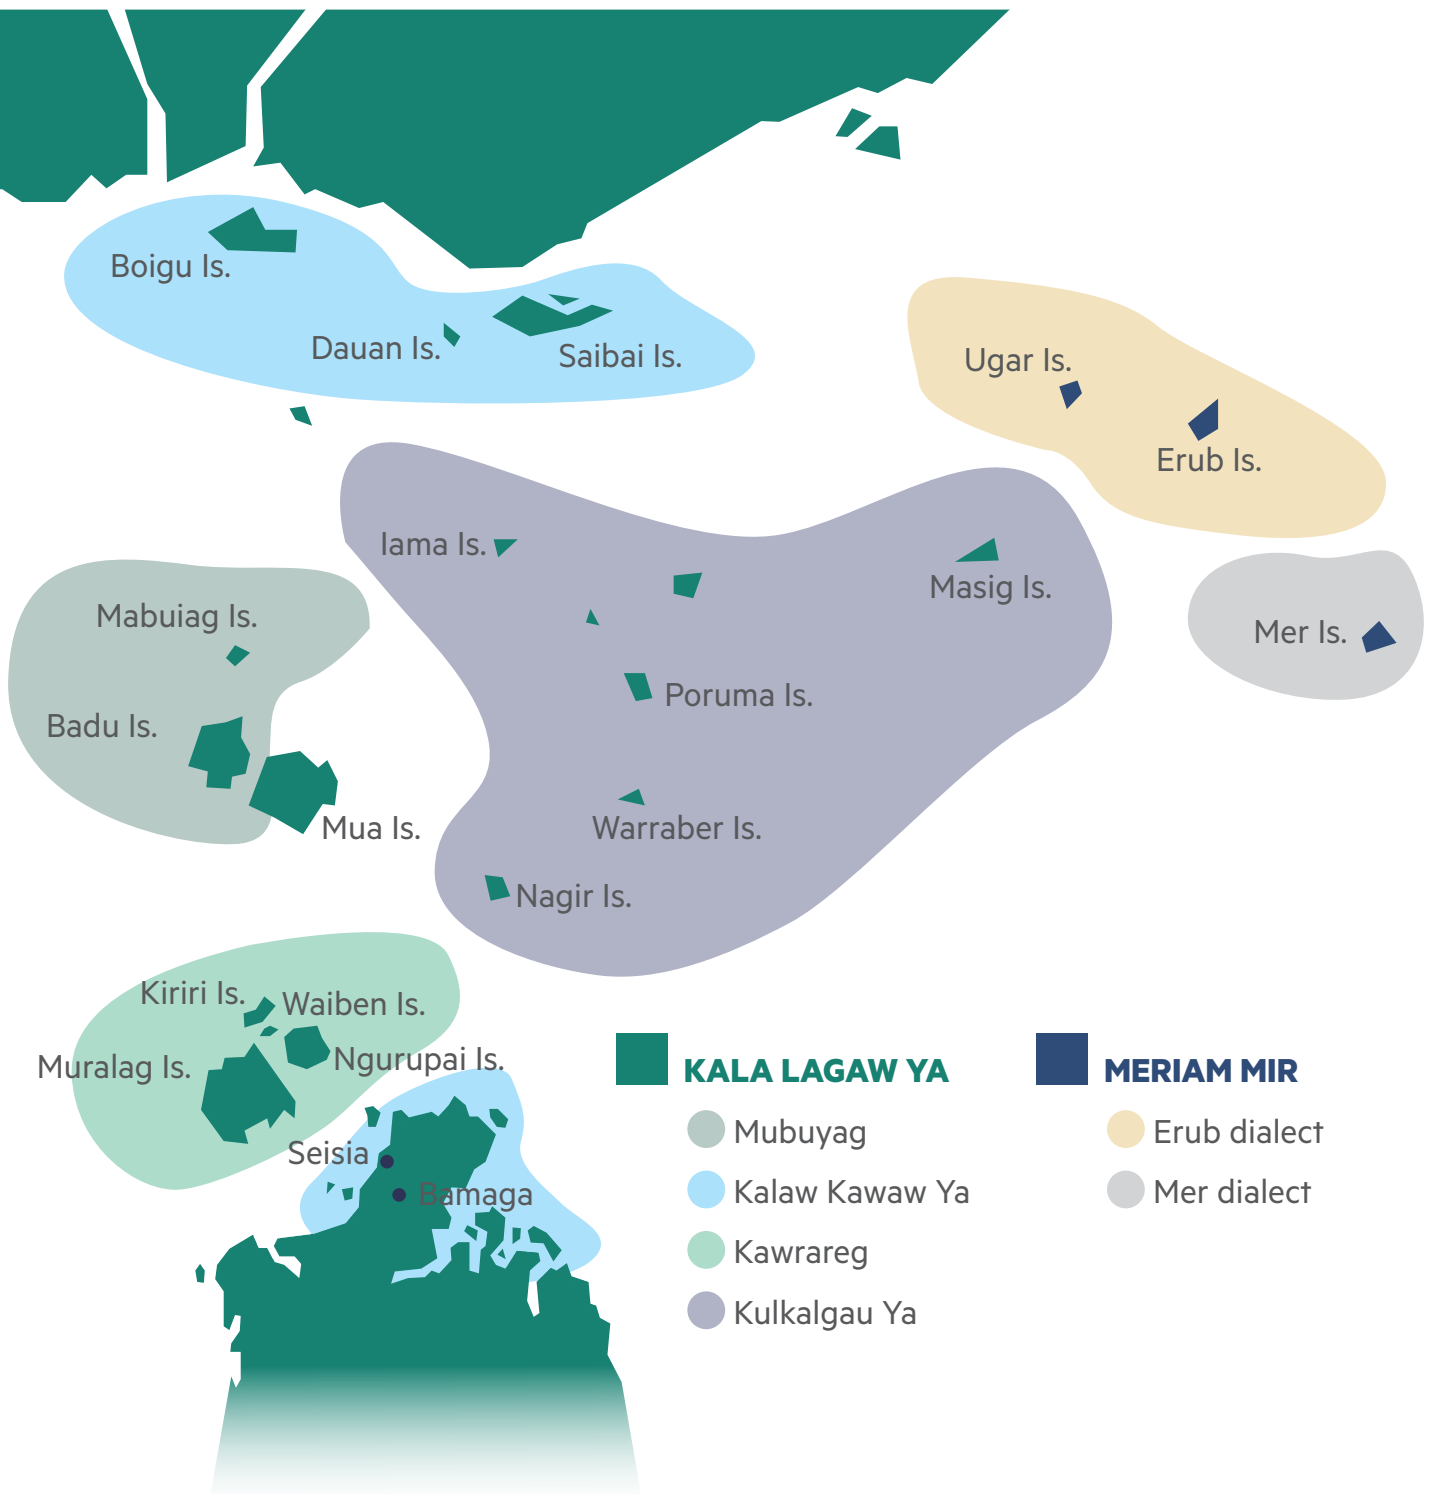 Boigu Is.
Dauan Is.
Saibai Is.
Ugar Is.
Erub Is.
Iama Is.
Masig Is.
Mabuiag Is.
Mer Is.
Poruma Is.
Badu Is.
Mua Is.
Warraber Is.
Nagir Is.
Kiriri Is.
Waiben Is.
Muralag Is.
Ngurupai Is.
Seisia
Bamaga
KALA LAGAW YA
Mubuyag
Kalaw Kawaw Ya
Kawrareg
Kulkalgau Ya
MERIAM MIR
Erub dialect
Mer dialect